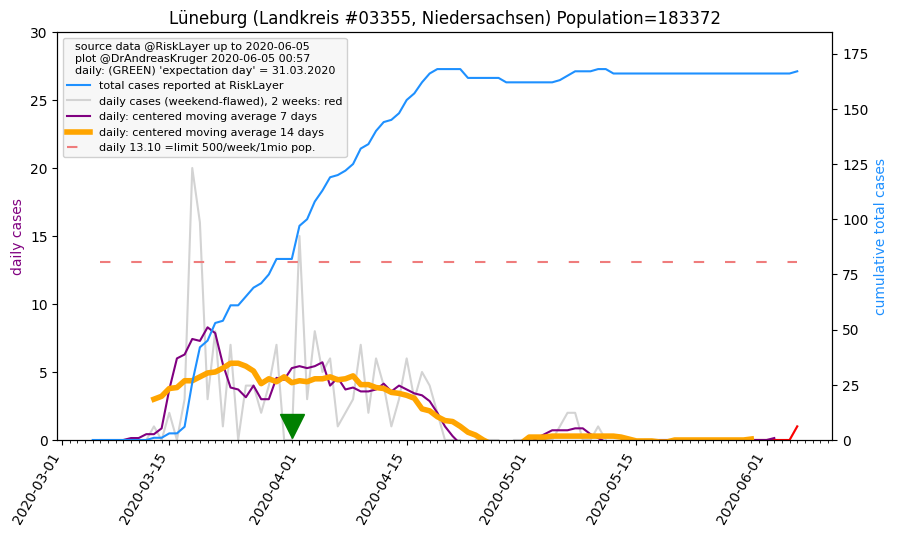 Lüneburg (Landkreis #03355, Niedersachsen) Population=183372
source data @RiskLayer up to 2020-06-05
plot @DrAndreasKruger 2020-06-05 00:57
daily: (GREEN) 'expectation day' = 31.03.2020
total cases reported at RiskLayer
daily cases (weekend-flawed), 2 weeks: red
daily: centered moving average 7 days
daily: centered moving average 14 days
daily 13.10 =limit 500/week/1mio pop.
daily cases
30
25
20
15
10
5
0
cumulative total cases
175
150
125
100
75
50
25
0
2020-03-01
2020-03-15
2020-04-01
2020-04-15
2020-05-01
2020-05-15
2020-06-01